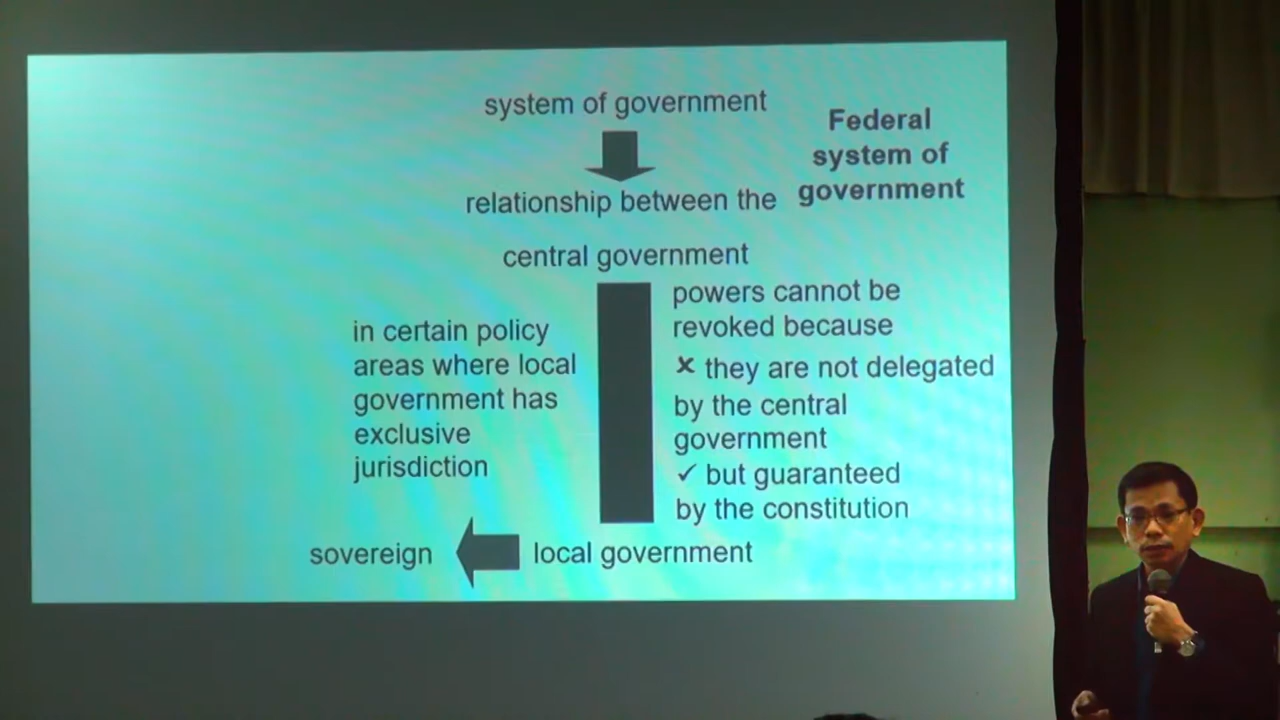 system of government
Federal
system of
government
relationship between the
central government
powers cannot be
revoked because
✗ they are not delegated
by the central
government
✓ but guaranteed
by the constitution
in certain policy
areas where local
government has
exclusive
jurisdiction
sovereign
local government